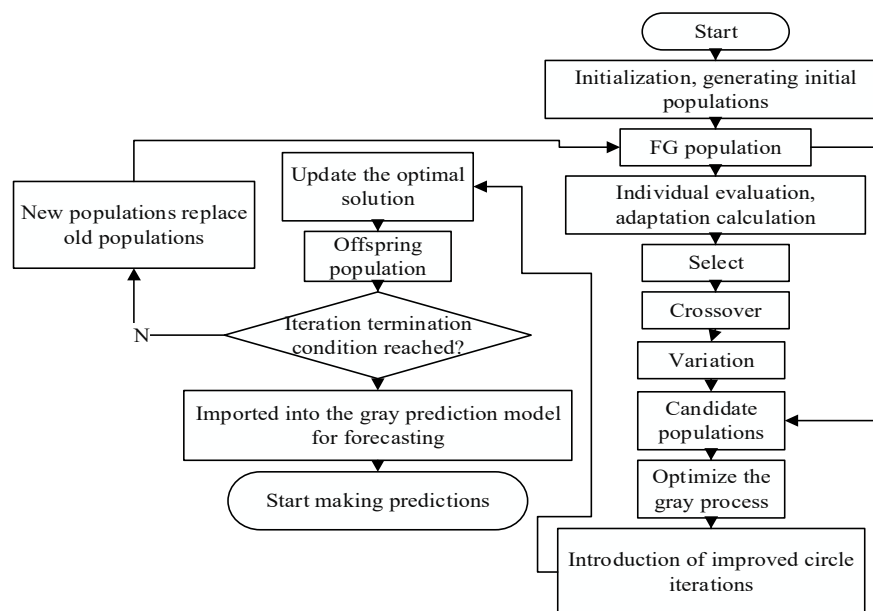 Start
Initialization, generating initial
populations
FG population
Individual evaluation,
adaptation calculation
Select
Crossover
Variation
Candidate
populations
Optimize the
gray process
Introduction of improved circle
iterations
Update the optimal
solution
Offspring
population
Iteration termination
condition reached?
N
New populations replace
old populations
Imported into the gray prediction model
for forecasting
Start making predictions